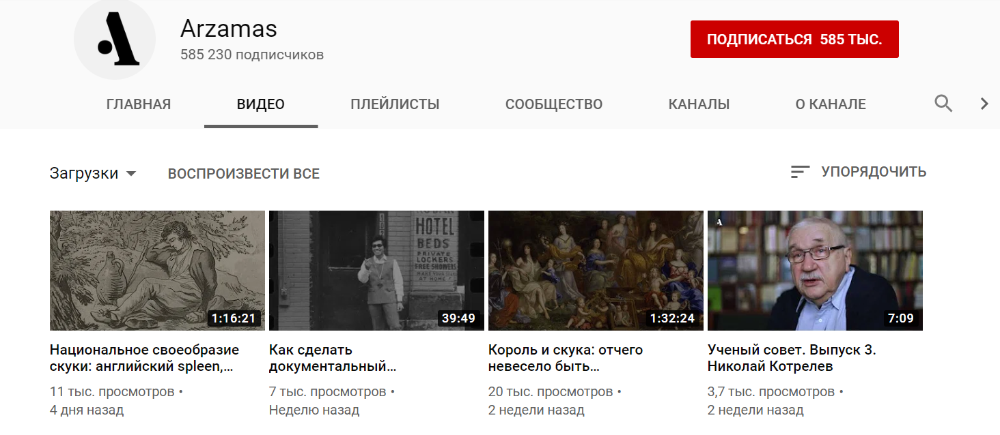 Arzamas
585 230 подписчиков
ПОДПИСАТЬСЯ 585 ТЫС.
ГЛАВНАЯ
ВИДЕО
ПЛЕЙЛИСТЫ
СООБЩЕСТВО
КАНАЛЫ
О КАНАЛЕ
Загрузки
ВОСПРОИЗВЕСТИ ВСЕ
УПОРЯДОЧИТЬ
1:16:21
HOTEL
BEDS
PRIVATE
LOCKERS
FREE SHOWERS
AT HOME
39:49
1:32:24
7:09
Национальное своеобразие
скуки: английский spleen,...
11 тыс. просмотров •
4 дня назад
Как сделать
документальный...
7 тыс. просмотров •
Неделю назад
Король и скука: отчего
невесело быть...
20 тыс. просмотров •
2 недели назад
Ученый совет. Выпуск 3.
Николай Котрелев
3,7 тыс. просмотров •
2 недели назад